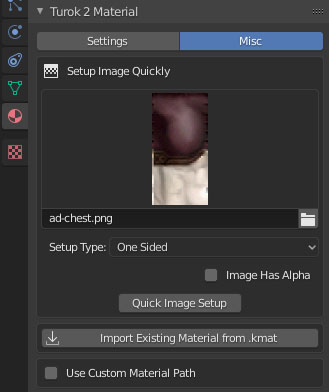 Turok 2 Material
Settings
Misc
Setup Image Quickly
ad-chest.png
Setup Type: One Sided
Image Has Alpha
Quick Image Setup
Import Existing Material from .kmat
Use Custom Material Path